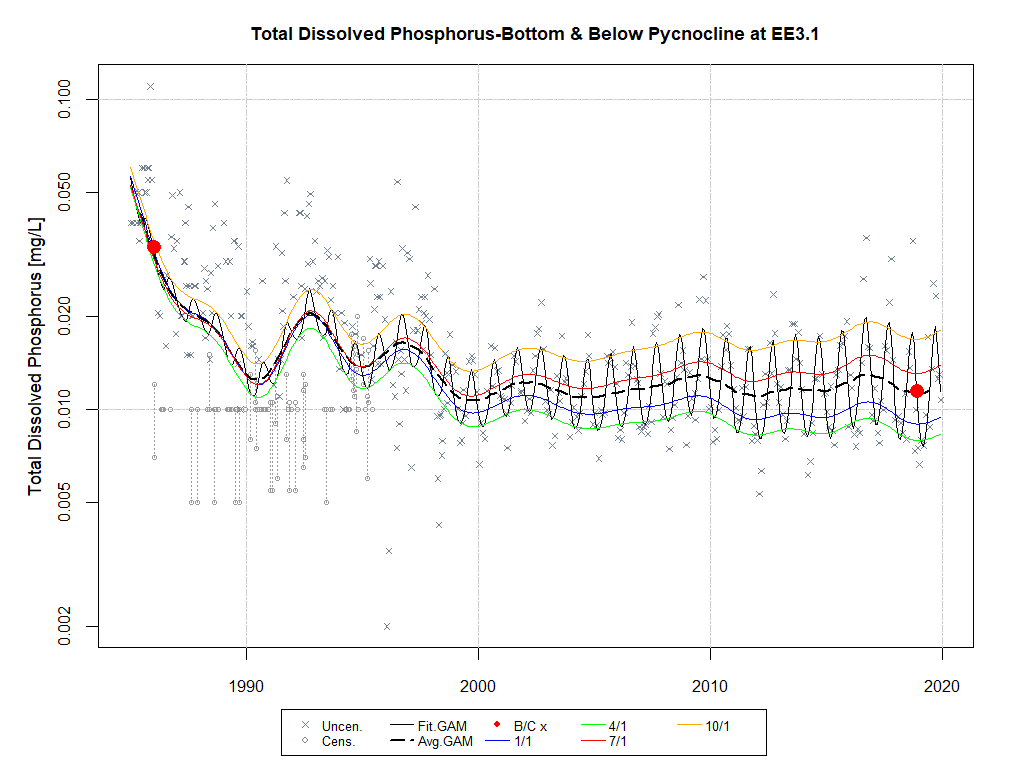 Total Dissolved Phosphorus-Bottom & Below Pycnocline at EE3.1
Total Dissolved Phosphorus [mg/L]
0.100
0.050
0.020
0.010
0.005
0.002
1990 2000 2010 2020
Uncen. Fit.GAM B/C x 4/1 10/1
Cens. Avg.GAM 1/1 7/1